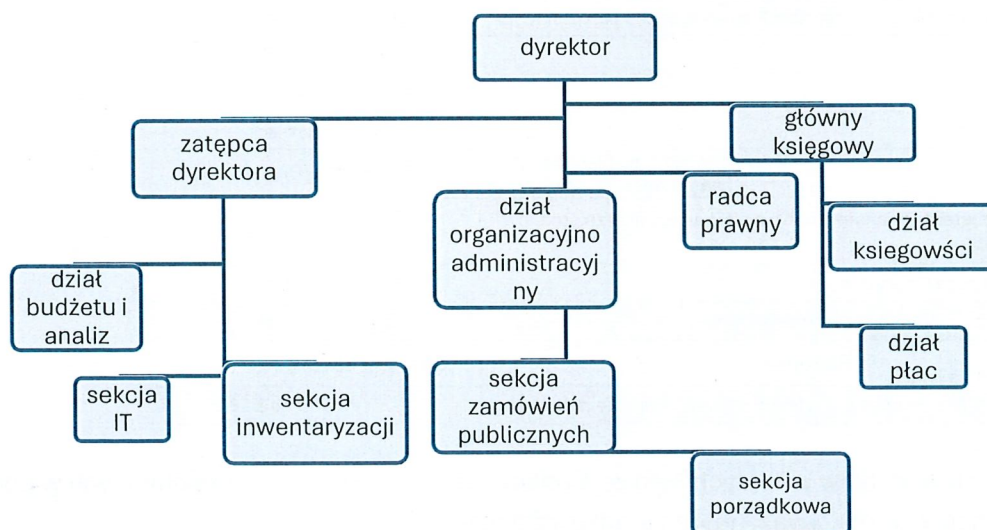 dyrektor
zatępca
dyrektora
główny
księgowy
dział
organizacyjno
administracyj
ny
radca
prawny
dział
ksiegowści
dział
budżetu i
analiz
dział
płac
sekcja
IT
sekcja
inwentaryzacji
sekcja
zamówień
publicznych
sekcja
porządkowa